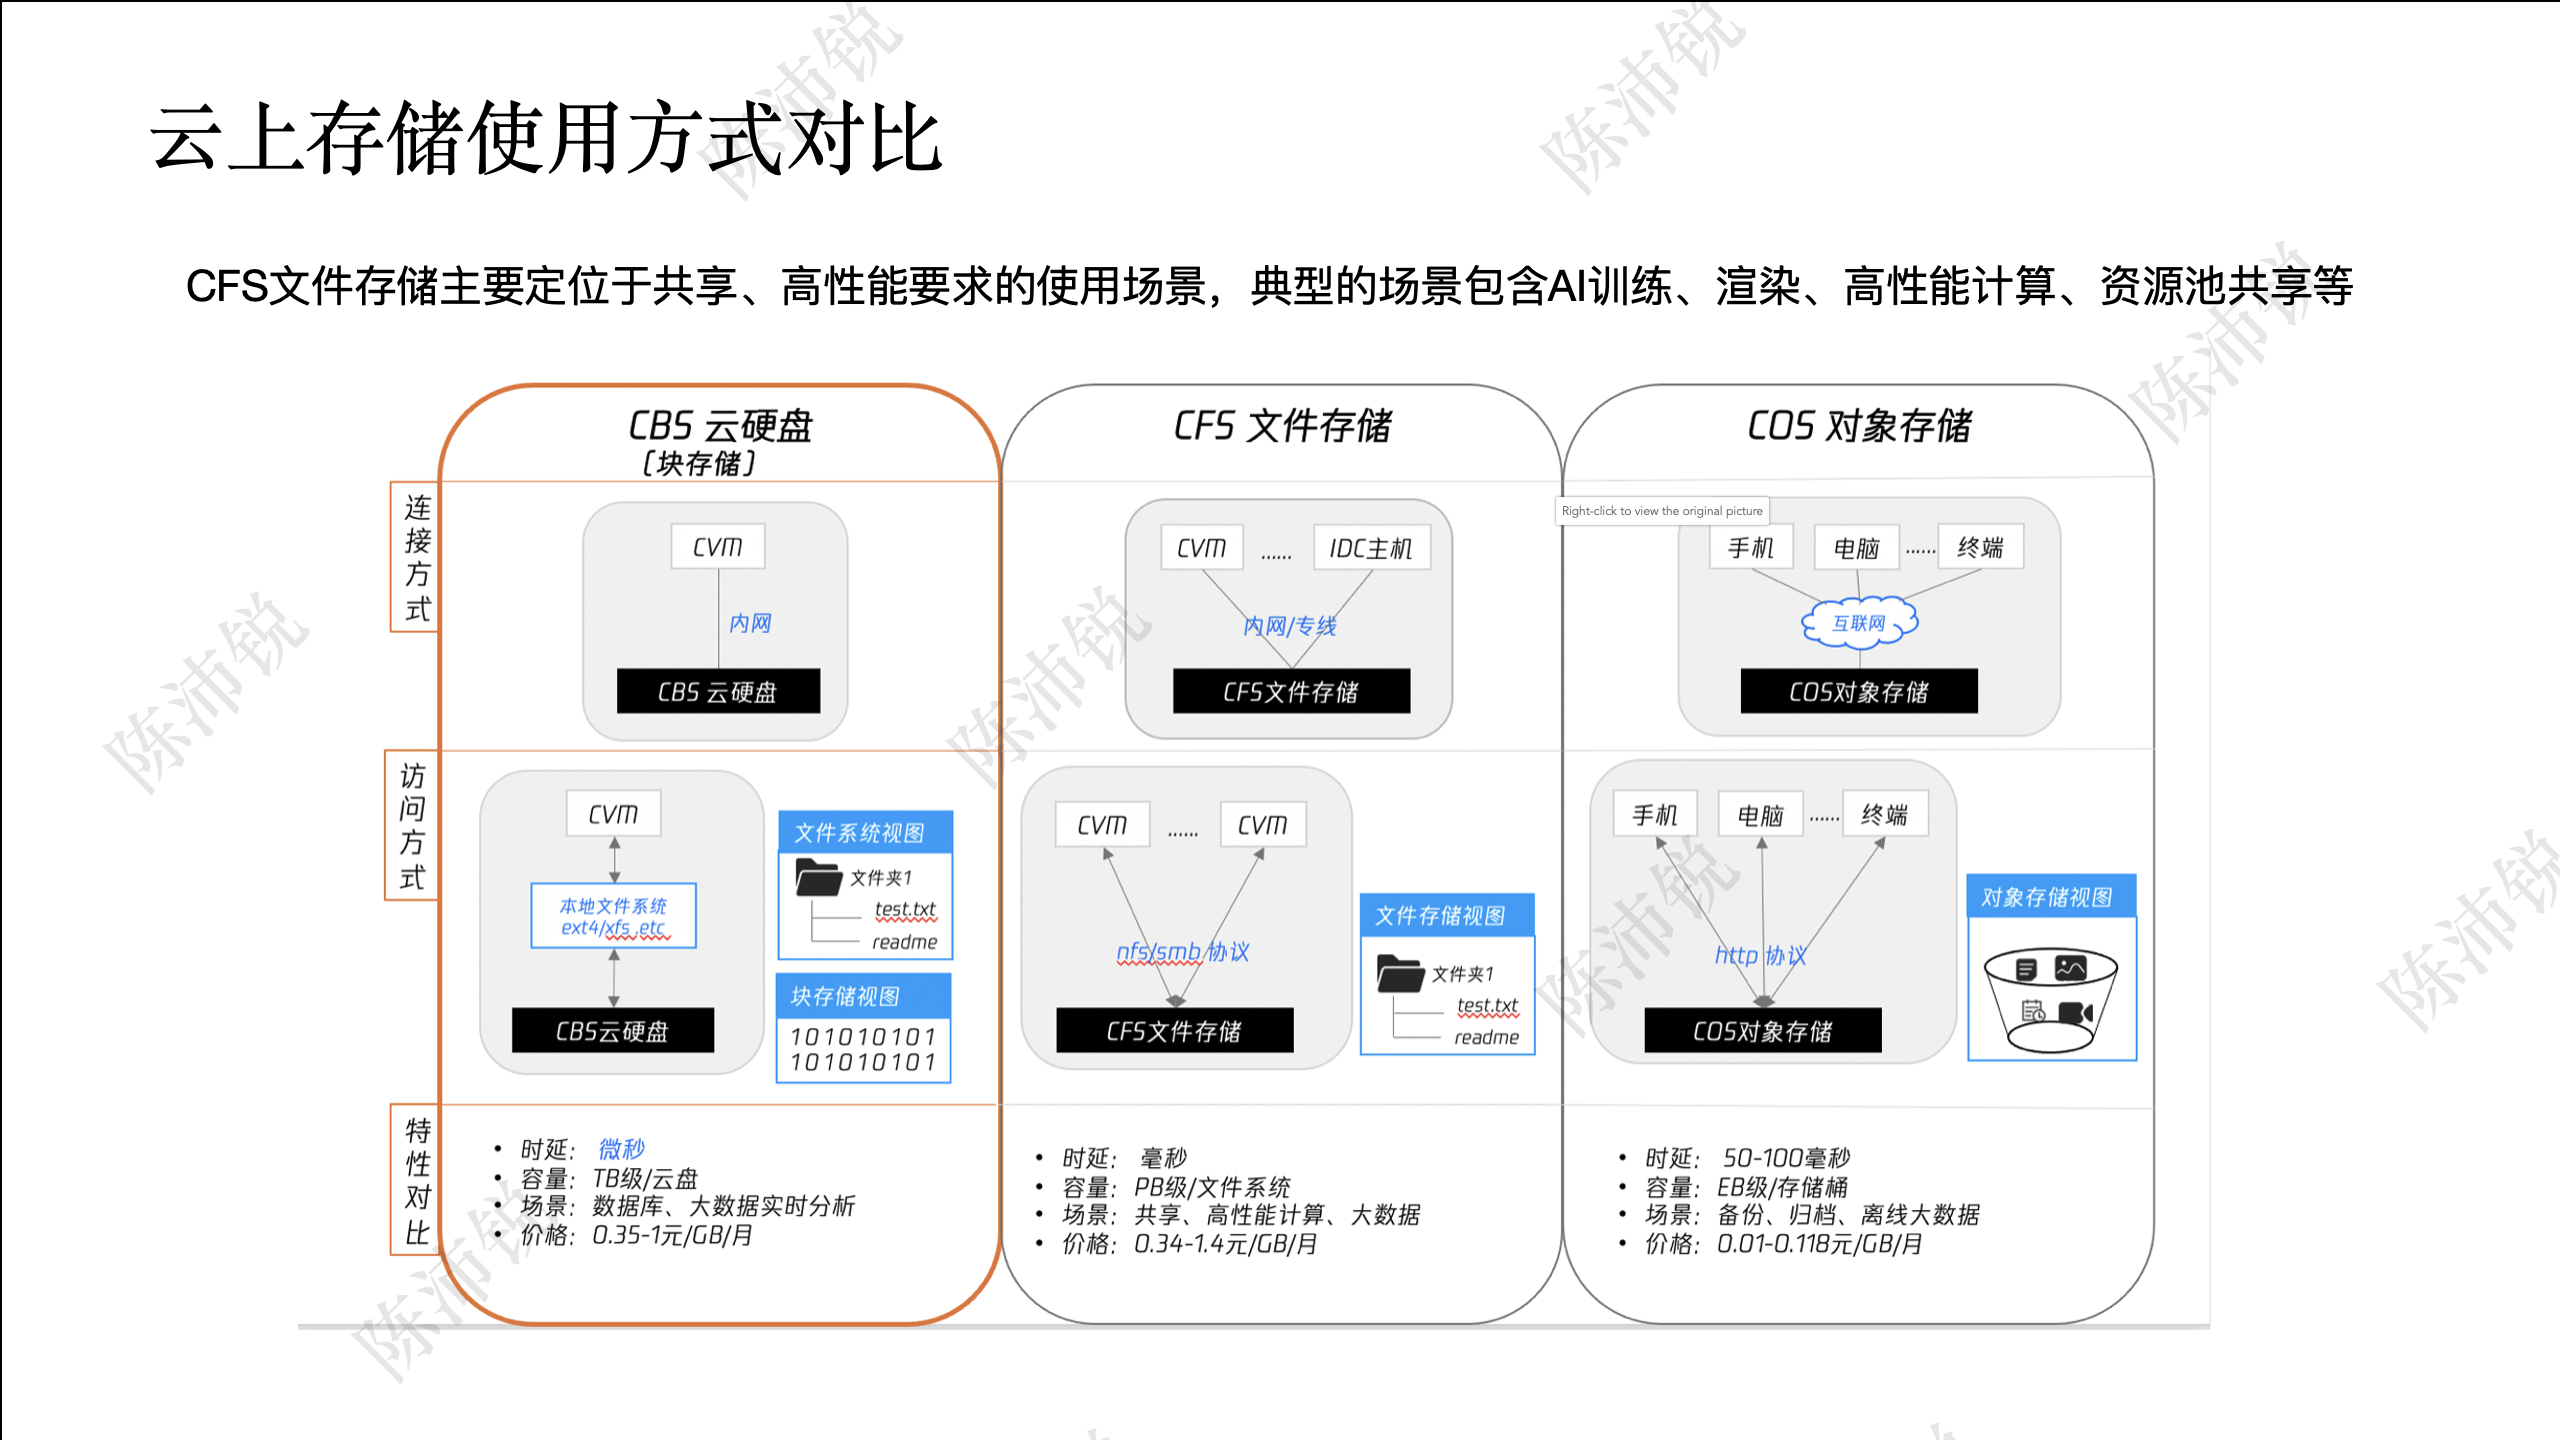 云上存储使用方式对比
CFS文件存储主要定位于共享、高性能要求的使用场景，典型的场景包含AI训练、渲染、高性能计算、资源池共享等
CBS 云硬盘
（块存储）
CFS 文件存储
COS 对象存储
连接方式
CVM
内网
CBS 云硬盘
CVM
......
IDC主机
内网/专线
CFS文件存储
Right-click to view the original picture
手机
电脑
......
终端
互联网
COS对象存储
访问方式
CVM
本地文件系统
ext4/xfs .etc
CBS云硬盘
文件系统视图
文件夹1
test.txt
readme
块存储视图
101010101
101010101
CVM
......
CVM
nfs/smb 协议
CFS文件存储
文件存储视图
文件夹1
test.txt
readme
手机
电脑
......
终端
http 协议
COS对象存储
对象存储视图
特性对比
• 时延： 微秒
• 容量：TB级/云盘
• 场景：数据库、大数据实时分析
• 价格：0.35-1元/GB/月
• 时延： 毫秒
• 容量：PB级/文件系统
• 场景：共享、高性能计算、大数据
• 价格：0.34-1.4元/GB/月
• 时延： 50-100毫秒
• 容量：EB级/存储桶
• 场景：备份、归档、离线大数据
• 价格：0.01-0.118元/GB/月
陈沛锐
陈沛锐
陈沛锐
陈沛锐
陈沛锐
陈沛锐
陈沛锐
陈沛锐